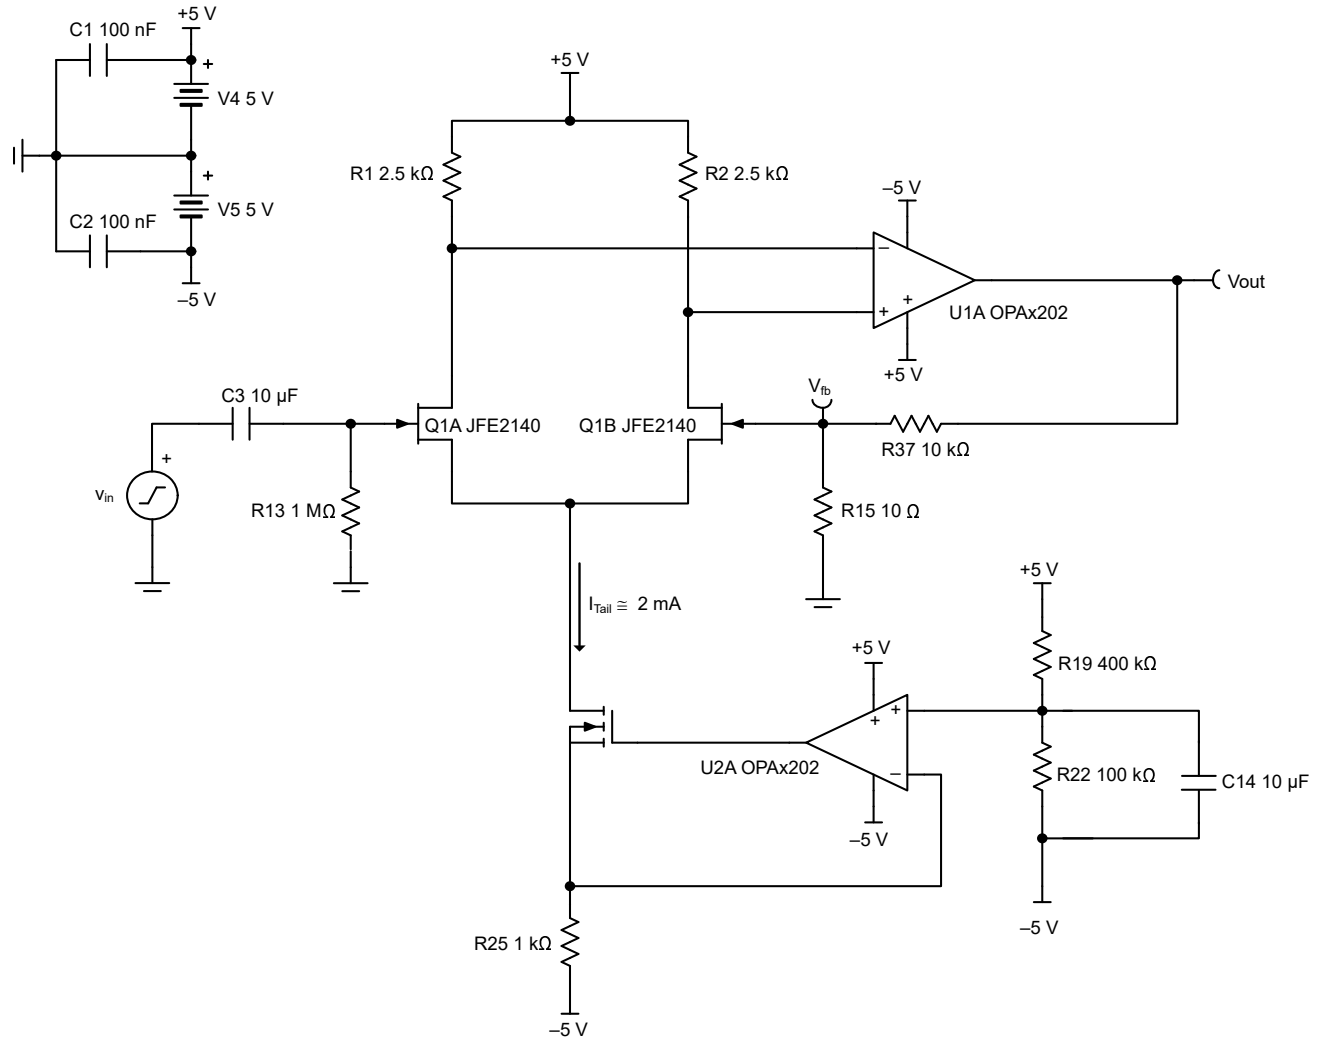 +5 V
C1 100 nF
+
V4 5 V
+
V5 5 V
C2 100 nF
–5 V
+5 V
R1 2.5 kΩ
R2 2.5 kΩ
–5 V
–
+
+
U1A OPAx202
+5 V
Vout
C3 10 µF
Q1A JFE2140
Q1B JFE2140
Vfb
R37 10 kΩ
+
vin
R13 1 MΩ
R15 10 Ω
ITail ≅ 2 mA
+5 V
R19 400 kΩ
+5 V
+
+
–
U2A OPAx202
–5 V
R22 100 kΩ
C14 10 µF
–5 V
R25 1 kΩ
–5 V